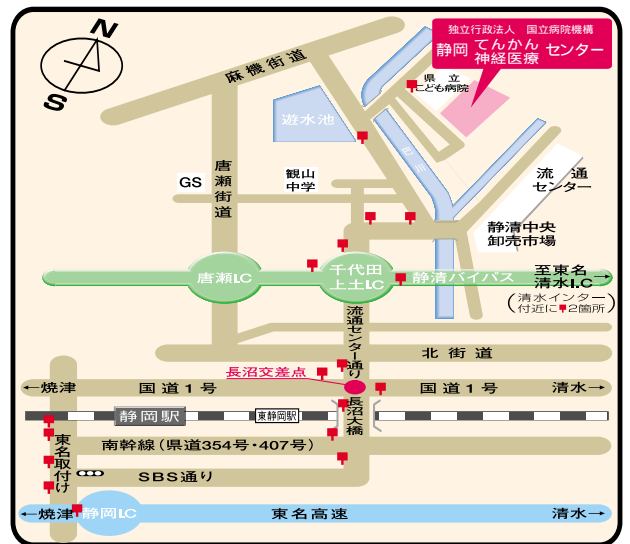 N
S
独立行政法人 国立病院機構
静岡 てんかん 神経医療 センター
麻機街道
県立
こども病院
遊水池
唐瀬街道
GS
観山
中学
流通
センター
静清中央
卸売市場
唐瀬I.C
千代田
上土I.C
静清バイパス
至東名
清水I.C
(清水インター
付近に 2箇所)
流通センター通り
北街道
長沼交差点
←焼津
国道1号
国道1号
清水→
静岡駅
東静岡駅
長沼大橋
東名取付け
南幹線(県道354号・407号)
SBS通り
←焼津
静岡I.C
東名高速
清水→